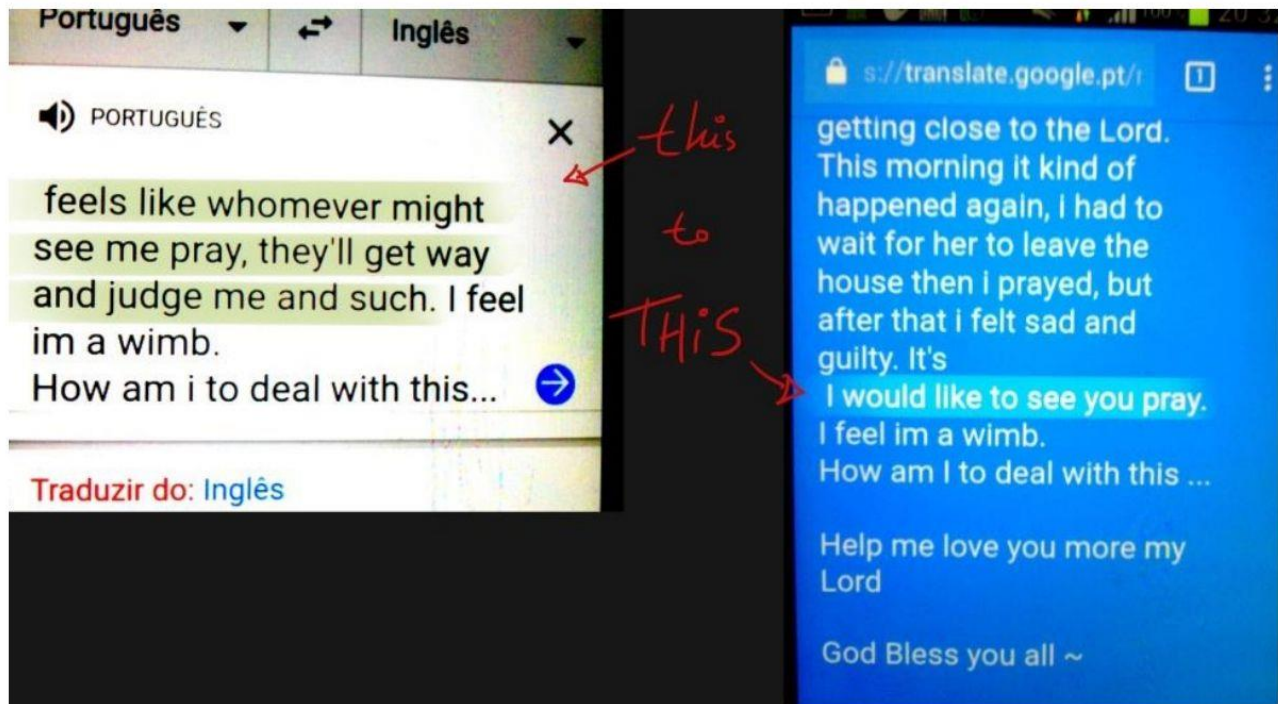 Português
Inglês
PORTUGUÊS
feels like whomever might
see me pray, they'll get way
and judge me and such. I feel
im a wimb.
How am i to deal with this...
Traduzir do: Inglês
this
to
THiS
100%
s://translate.google.pt/
1
getting close to the Lord.
This morning it kind of
happened again, i had to
wait for her to leave the
house then i prayed, but
after that i felt sad and
guilty. It's
I would like to see you pray.
I feel im a wimb.
How am I to deal with this ...
Help me love you more my
Lord
God Bless you all ~